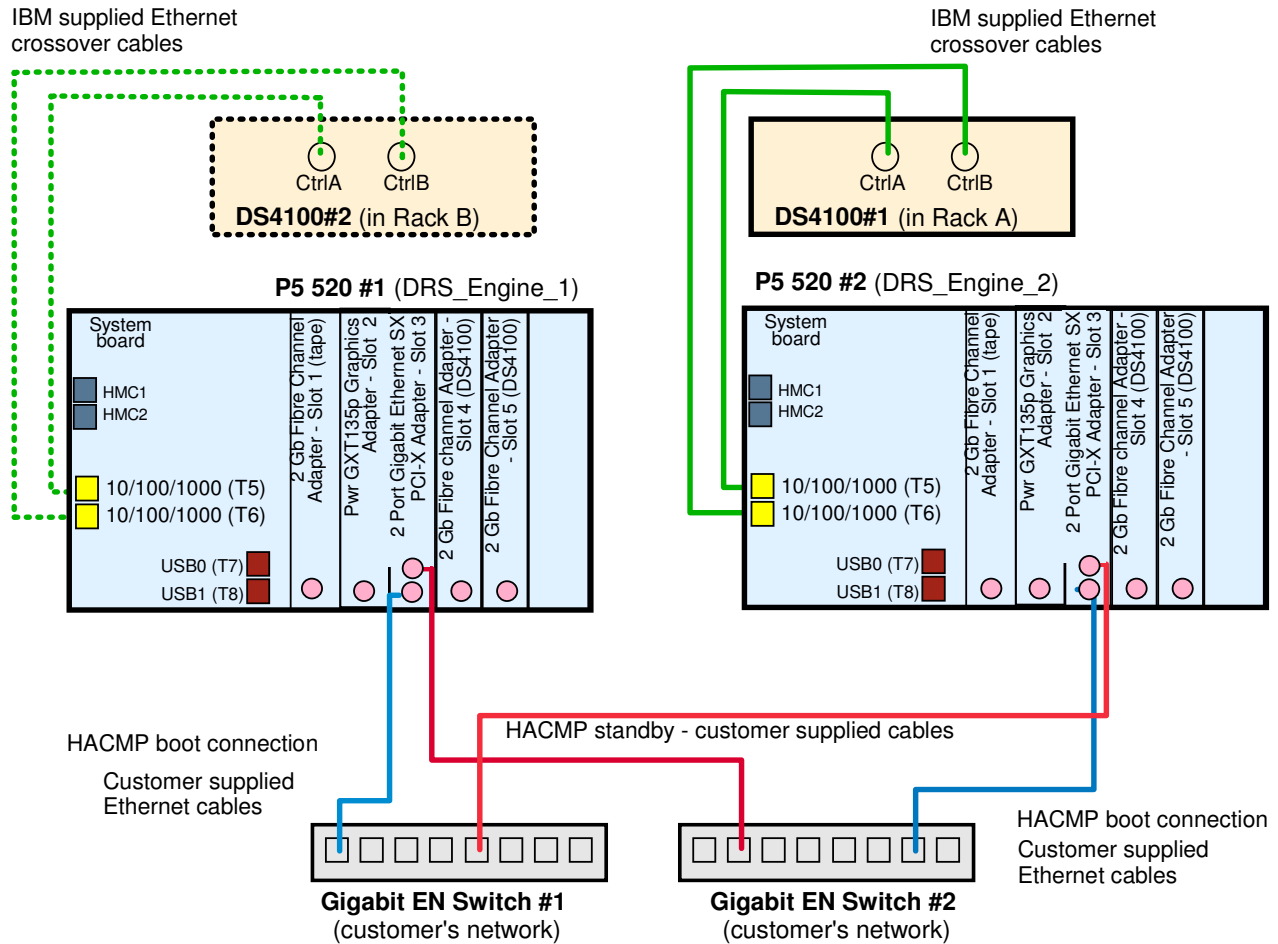 IBM supplied Ethernet
crossover cables
IBM supplied Ethernet
crossover cables
CtrlA
CtrlB
DS4100#2 (in Rack B)
CtrlA
CtrlB
DS4100#1 (in Rack A)
P5 520 #1 (DRS_Engine_1)
System
board
HMC1
HMC2
10/100/1000 (T5)
10/100/1000 (T6)
USB0 (T7)
USB1 (T8)
2 Gb Fibre Channel
Adapter - Slot 1 (tape)
Pwr GXT135p Graphics
Adapter - Slot 2
2 Port Gigabit Ethernet SX
PCI-X Adapter - Slot 3
2 Gb Fibre channel Adapter -
Slot 4 (DS4100)
2 Gb Fibre Channel Adapter
- Slot 5 (DS4100)
P5 520 #2 (DRS_Engine_2)
System
board
HMC1
HMC2
10/100/1000 (T5)
10/100/1000 (T6)
USB0 (T7)
USB1 (T8)
2 Gb Fibre Channel
Adapter - Slot 1 (tape)
Pwr GXT135p Graphics
Adapter - Slot 2
2 Port Gigabit Ethernet SX
PCI-X Adapter - Slot 3
2 Gb Fibre channel Adapter -
Slot 4 (DS4100)
2 Gb Fibre Channel Adapter
- Slot 5 (DS4100)
HACMP boot connection
Customer supplied
Ethernet cables
HACMP standby - customer supplied cables
HACMP boot connection
Customer supplied
Ethernet cables
Gigabit EN Switch #1
(customer's network)
Gigabit EN Switch #2
(customer's network)